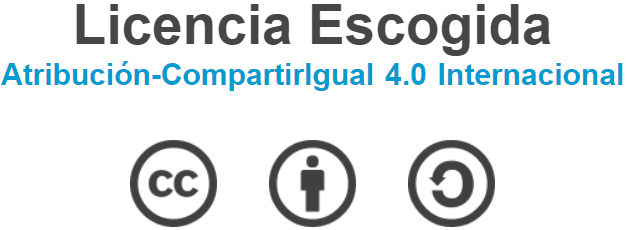 Licencia Escogida
Atribución-CompartirIgual 4.0 Internacional
cc